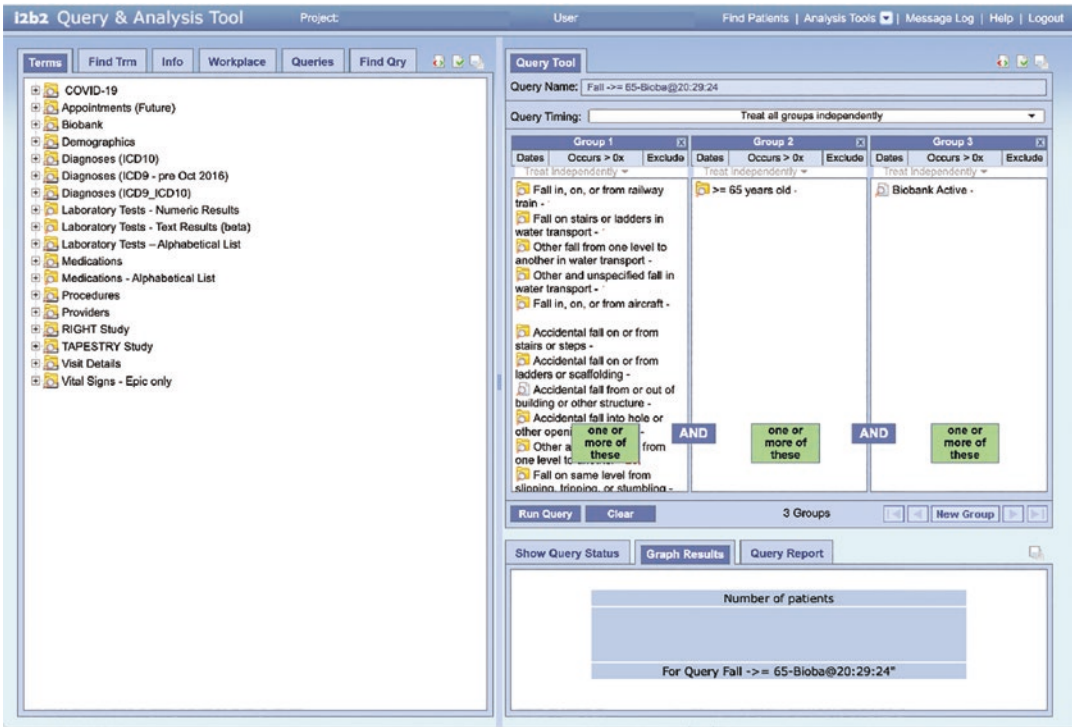 i2b2 Query & Analysis Tool Project: User Find Patients | Analysis Tools | Message Log | Help | Logout
Terms Find Trm Info Workplace Queries Find Qry
COVID-19
Appointments (Future)
Biobank
Demographics
Diagnoses (ICD10)
Diagnoses (ICD9 - pre Oct 2016)
Diagnoses (ICD9_ICD10)
Laboratory Tests - Numeric Results
Laboratory Tests - Text Results (beta)
Laboratory Tests – Alphabetical List
Medications
Medications - Alphabetical List
Procedures
Providers
RIGHT Study
TAPESTRY Study
Visit Details
Vital Signs - Epic only
Query Tool
Query Name: Fall ->= 65-Bioba@20:29:24
Query Timing: Treat all groups independently
Group 1
Dates Occurs > 0x Exclude
Treat Independently
Fall in, on, or from railway
train -
Fall on stairs or ladders in
water transport -
Other fall from one level to
another in water transport -
Other and unspecified fall in
water transport -
Fall in, on, or from aircraft -
Accidental fall on or from
stairs or steps -
Accidental fall on or from
ladders or scaffolding -
Accidental fall from or out of
building or other structure -
Accidental fall into hole or
other openi
Other a from
one level to
Fall on same level from
slipping, tripping, or stumbling -
one or
more of
these
AND
Group 2
Dates Occurs > 0x Exclude
Treat Independently
>= 65 years old -
one or
more of
these
AND
Group 3
Dates Occurs > 0x Exclude
Treat Independently
Biobank Active -
one or
more of
these
Run Query Clear 3 Groups New Group
Show Query Status Graph Results Query Report
Number of patients
For Query Fall ->= 65-Bioba@20:29:24"